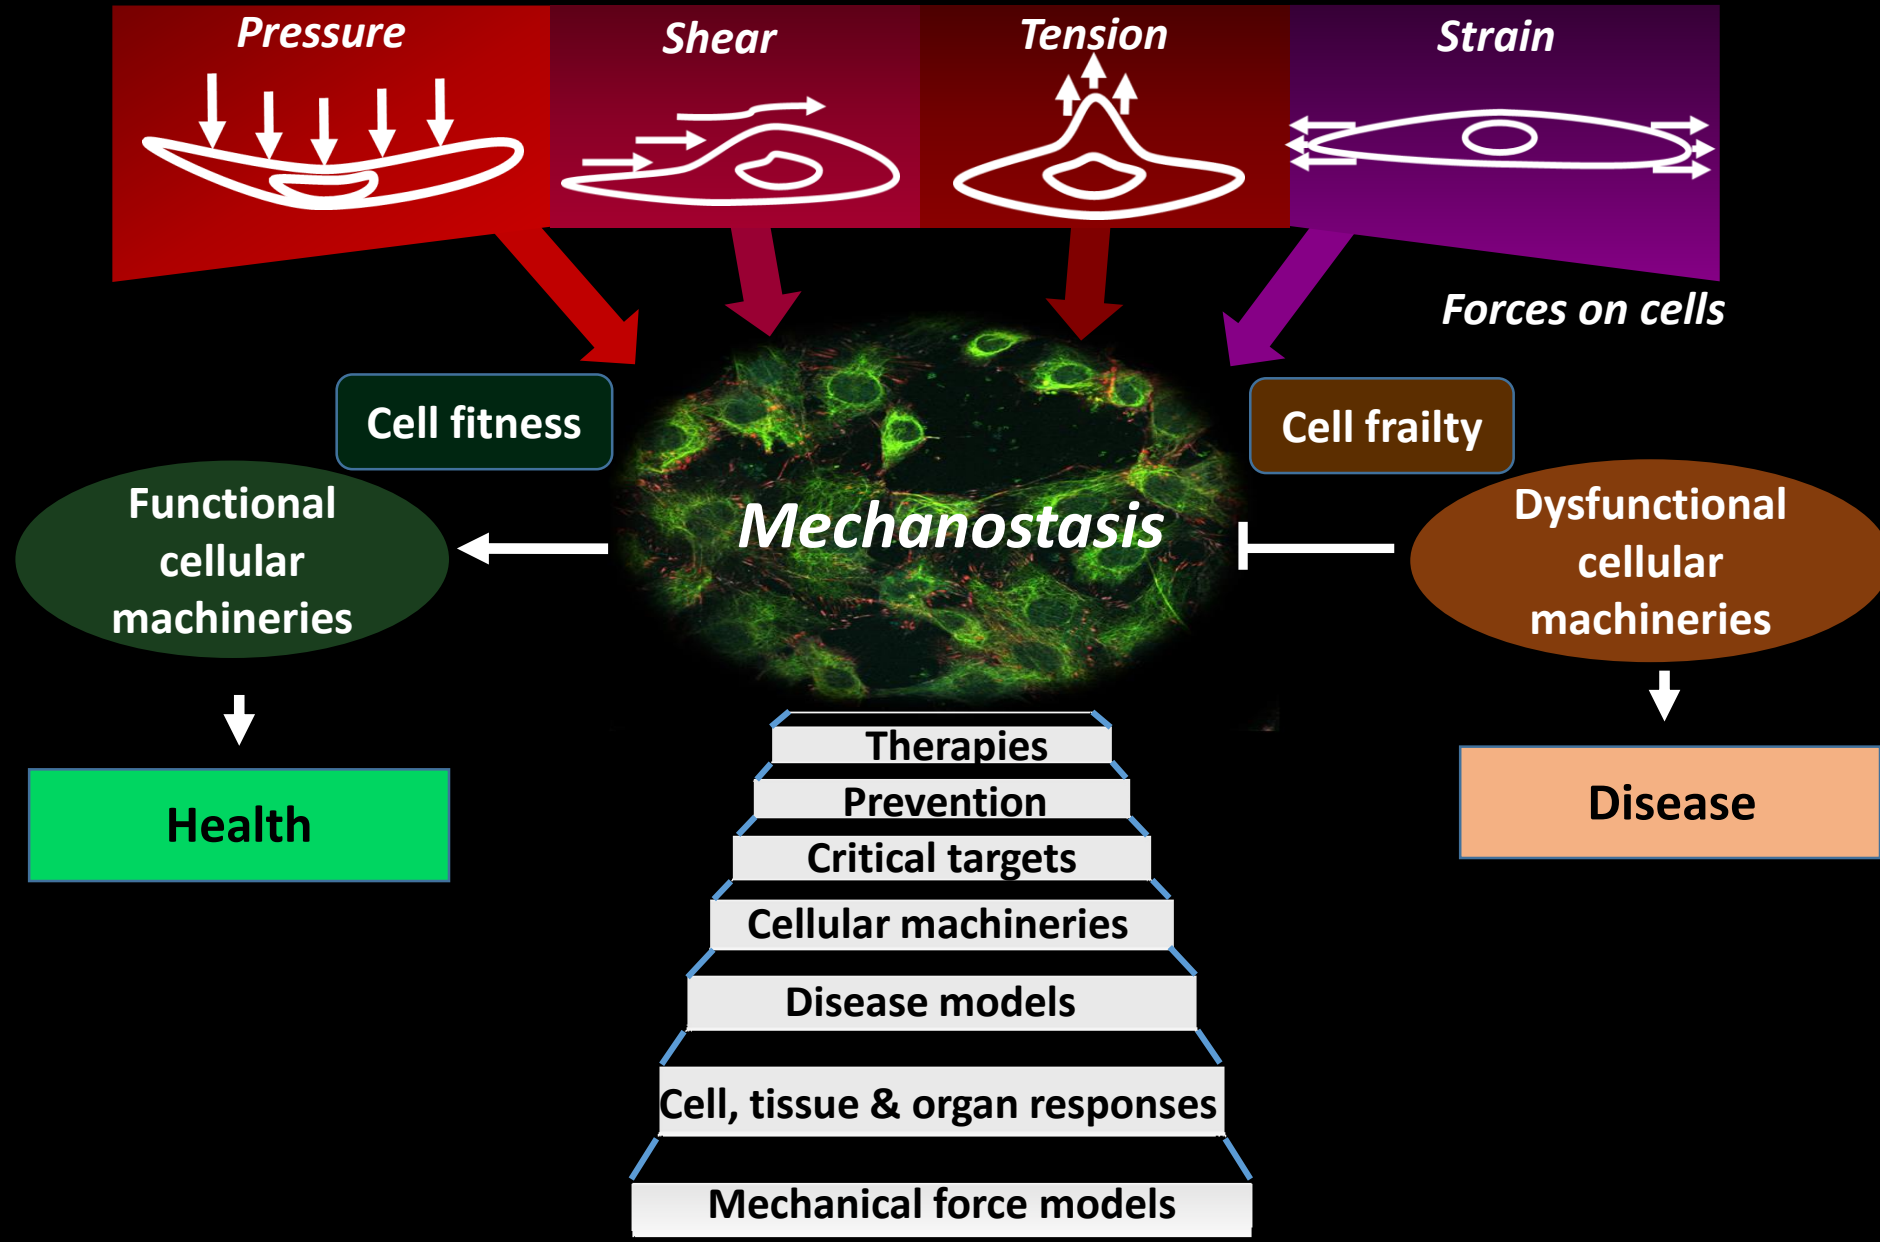 Pressure
Shear
Tension
Strain
Forces on cells
Cell fitness
Cell frailty
Functional
cellular
machineries
Mechanostasis
Dysfunctional
cellular
machineries
Health
Disease
Therapies
Prevention
Critical targets
Cellular machineries
Disease models
Cell, tissue & organ responses
Mechanical force models